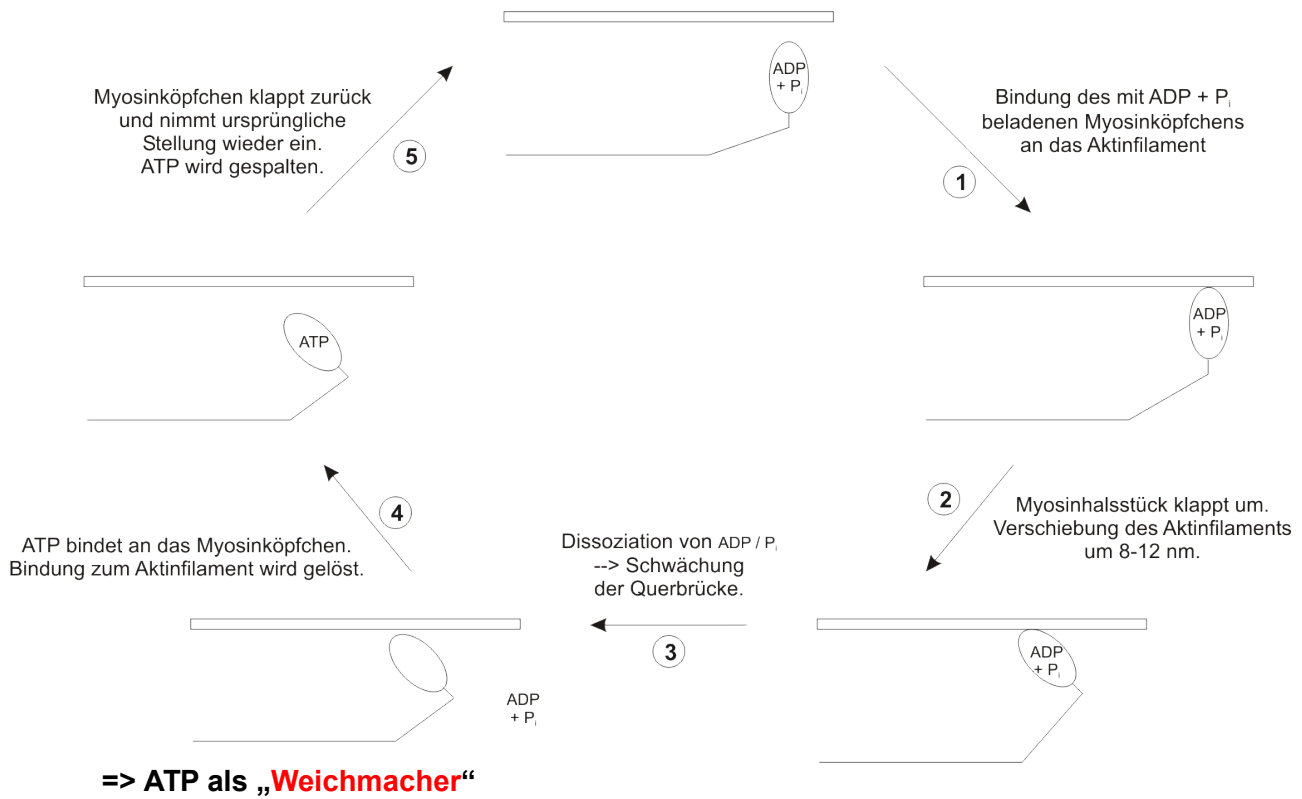 ADP
+ Pi
Myosinköpfchen klappt zurück
und nimmt ursprüngliche
Stellung wieder ein.
ATP wird gespalten.
5
Bindung des mit ADP + Pi
beladenen Myosinköpfchens
an das Aktinfilament
1
ATP
ADP
+ Pi
4
ATP bindet an das Myosinköpfchen.
Bindung zum Aktinfilament wird gelöst.
2
Myosinhalsstück klappt um.
Verschiebung des Aktinfilaments
um 8-12 nm.
Dissoziation von ADP / Pi
--> Schwächung
der Querbrücke.
3
ADP
+ Pi
ADP
+ Pi
=> ATP als „Weichmacher“